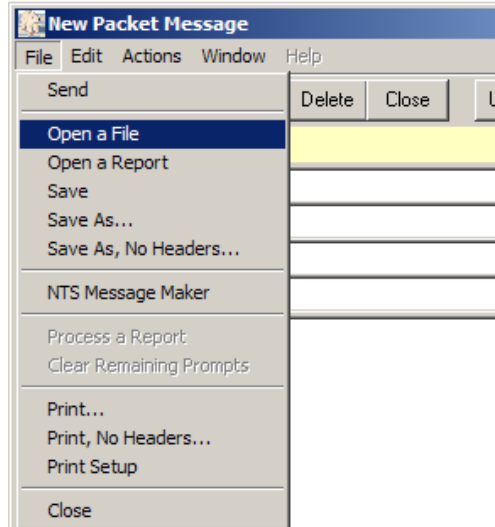 New Packet Message
File Edit Actions Window Help
Send
Delete Close
Open a File
Open a Report
Save
Save As...
Save As, No Headers...
NTS Message Maker
Process a Report
Clear Remaining Prompts
Print...
Print, No Headers...
Print Setup
Close